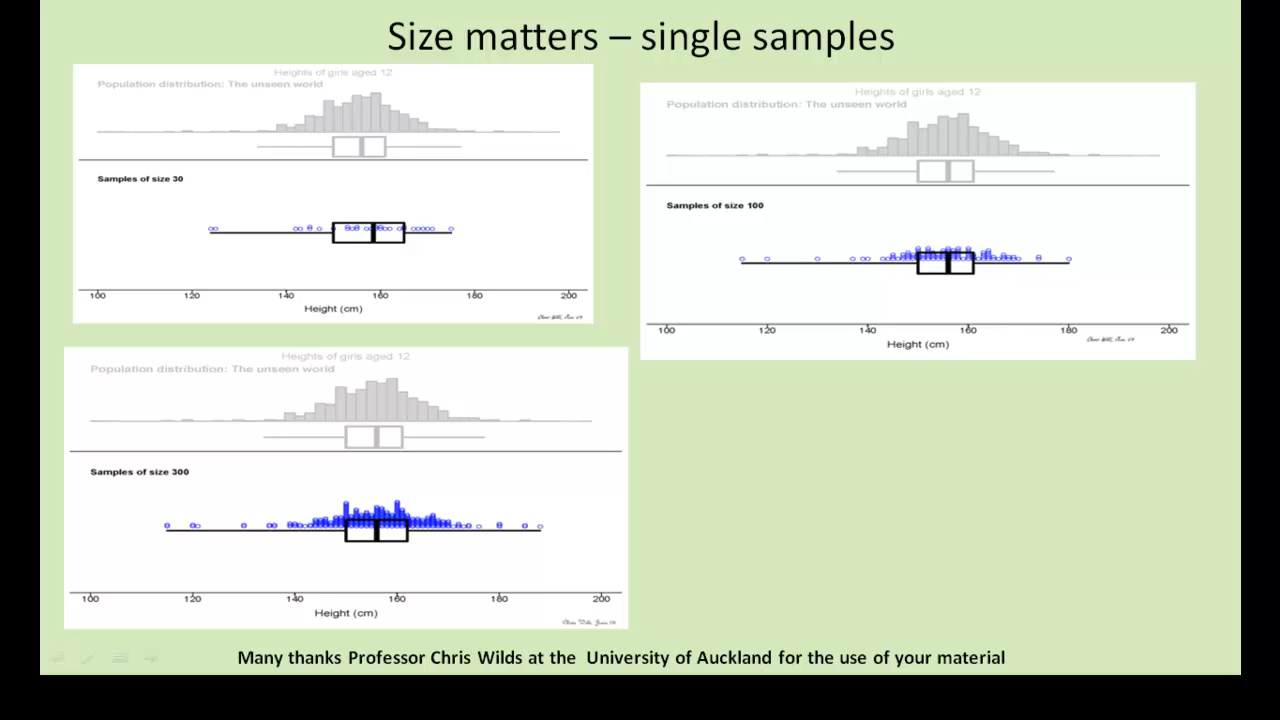 Size matters – single samples
Heights of girls aged 12
Population distribution: The unseen world
Samples of size 30
100 120 140 160 180 200
Height (cm)
Heights of girls aged 12
Population distribution: The unseen world
Samples of size 100
100 120 140 160 180 200
Height (cm)
Heights of girls aged 12
Population distribution: The unseen world
Samples of size 300
100 120 140 160 180 200
Height (cm)
Many thanks Professor Chris Wilds at the University of Auckland for the use of your material